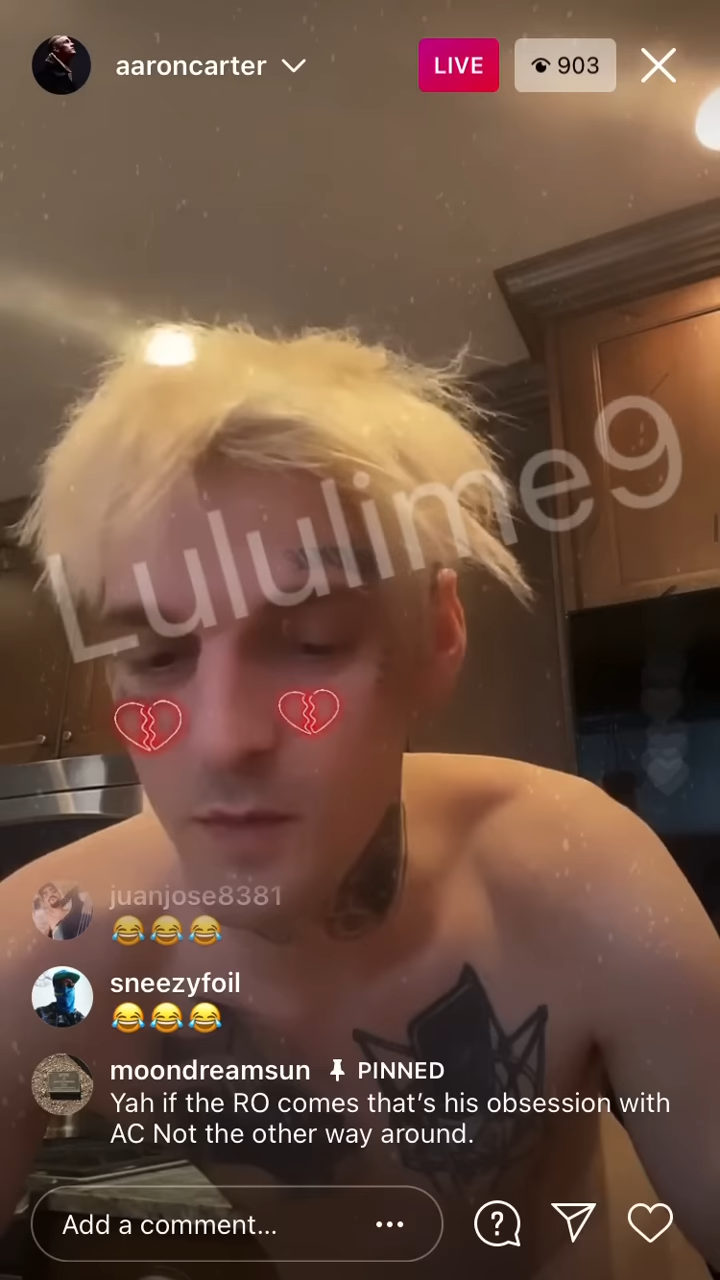 aaroncarter
LIVE
903
Lululime9
juanjose8381
😂😂😂
sneezyfoil
😂😂😂
moondreamsun PINNED
Yah if the RO comes that’s his obsession with
AC Not the other way around.
Add a comment...